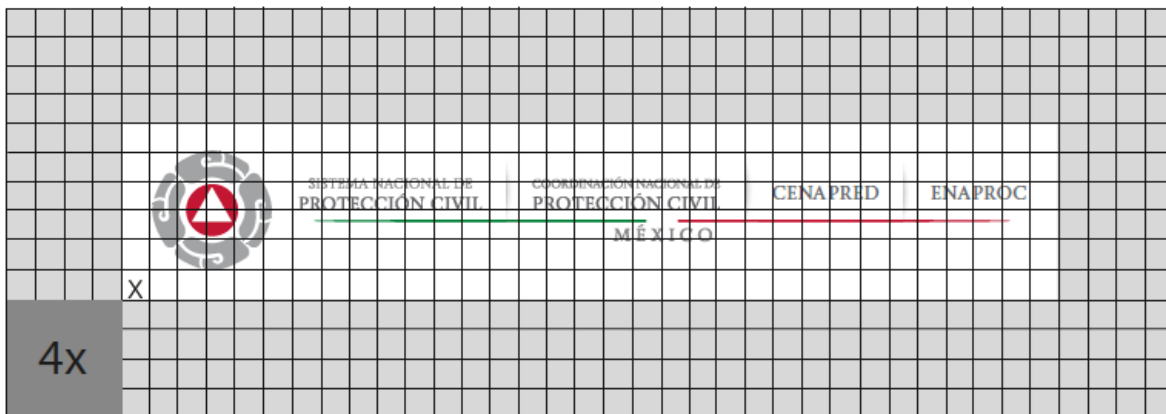 SISTEMA NACIONAL DE
PROTECCIÓN CIVIL
COORDINACIÓN NACIONAL DE
PROTECCIÓN CIVIL
MÉXICO
CENAPRED
ENAPROC
X
4x